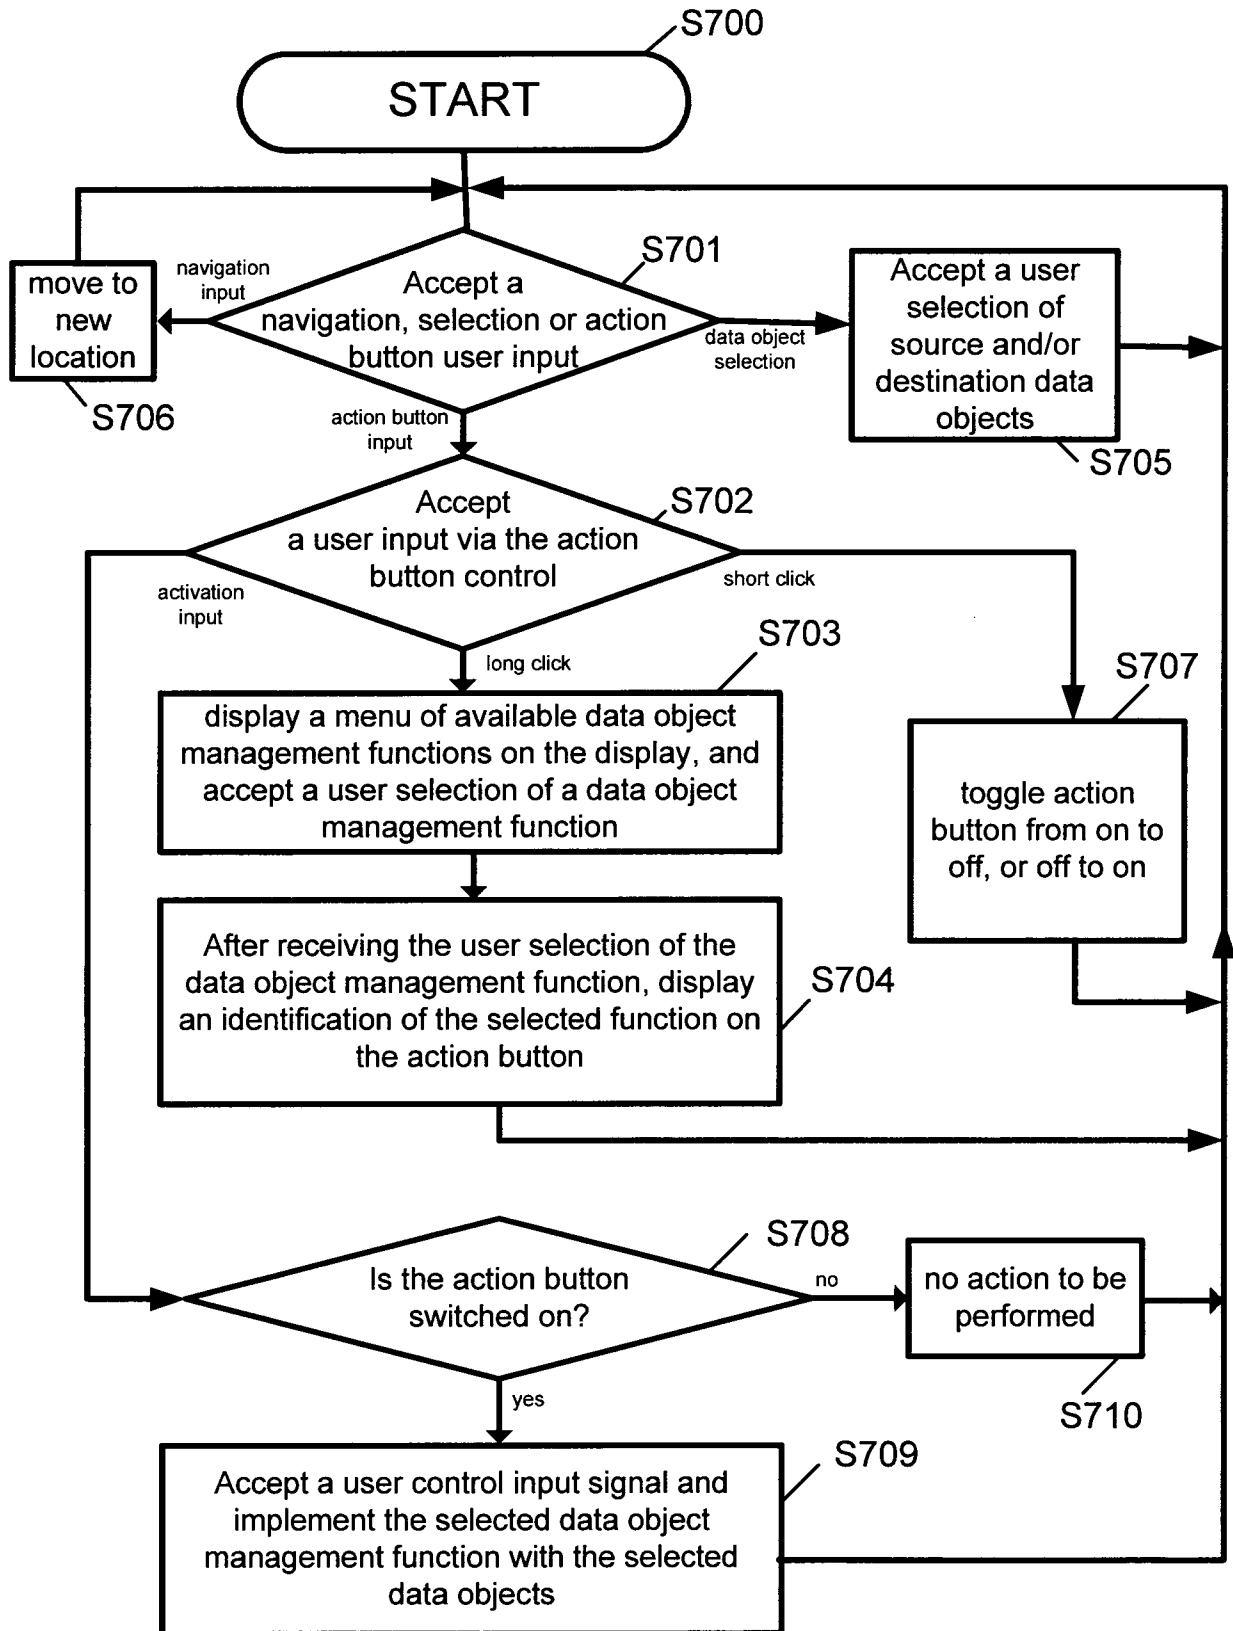 S700
START
S701
navigation
input
move to
new
location
S706
Accept a
navigation, selection or action
button user input
data object
selection
Accept a user
selection of
source and/or
destination data
objects
S705
action button
input
S702
Accept
a user input via the action
button control
activation
input
short click
long click
S703
display a menu of available data object
management functions on the display, and
accept a user selection of a data object
management function
S707
toggle action
button from on to
off, or off to on
After receiving the user selection of the
data object management function, display
an identification of the selected function on
the action button
S704
S708
Is the action button
switched on?
no
no action to be
performed
S710
yes
S709
Accept a user control input signal and
implement the selected data object
management function with the selected
data objects